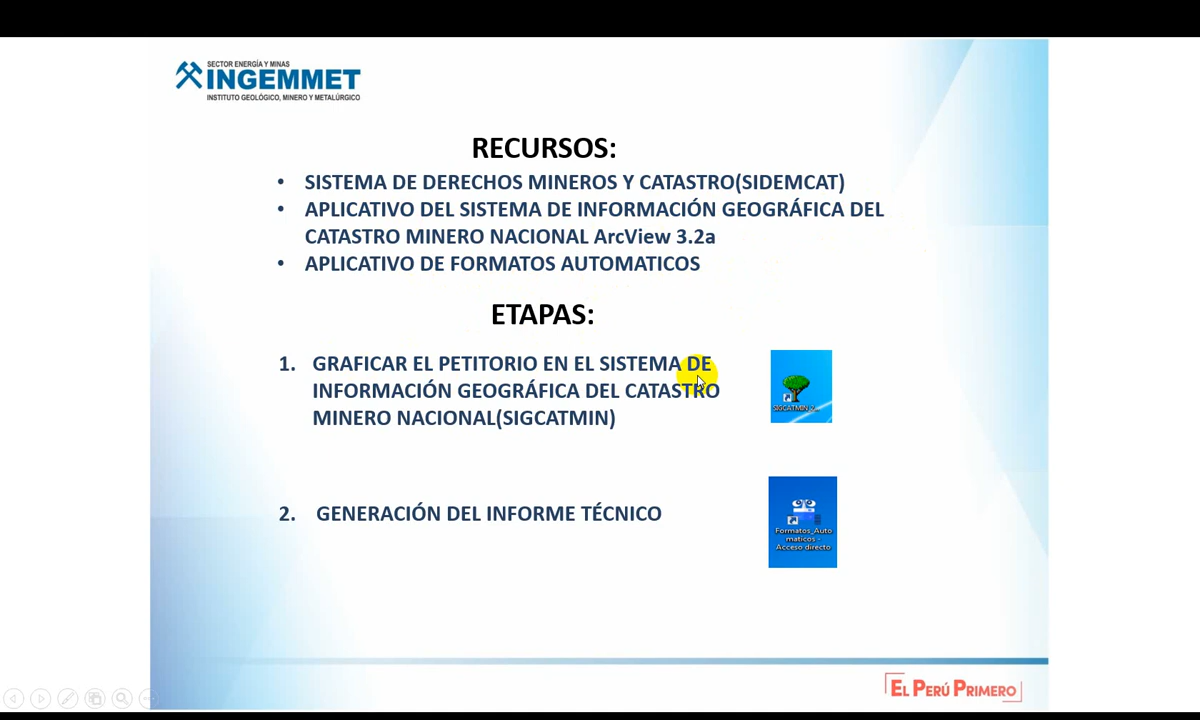 SECTOR ENERGÍA Y MINAS
INGEMMET
INSTITUTO GEOLÓGICO, MINERO Y METALÚRGICO
RECURSOS:
• SISTEMA DE DERECHOS MINEROS Y CATASTRO(SIDEMCAT)
• APLICATIVO DEL SISTEMA DE INFORMACIÓN GEOGRÁFICA DEL
CATASTRO MINERO NACIONAL ArcView 3.2a
• APLICATIVO DE FORMATOS AUTOMATICOS
ETAPAS:
1. GRAFICAR EL PETITORIO EN EL SISTEMA DE
INFORMACIÓN GEOGRÁFICA DEL CATASTRO
MINERO NACIONAL(SIGCATMIN)
SIGCATMIN
2. GENERACIÓN DEL INFORME TÉCNICO
Formatos_Auto
maticos -
Acceso directo
EL PERÚ PRIMERO